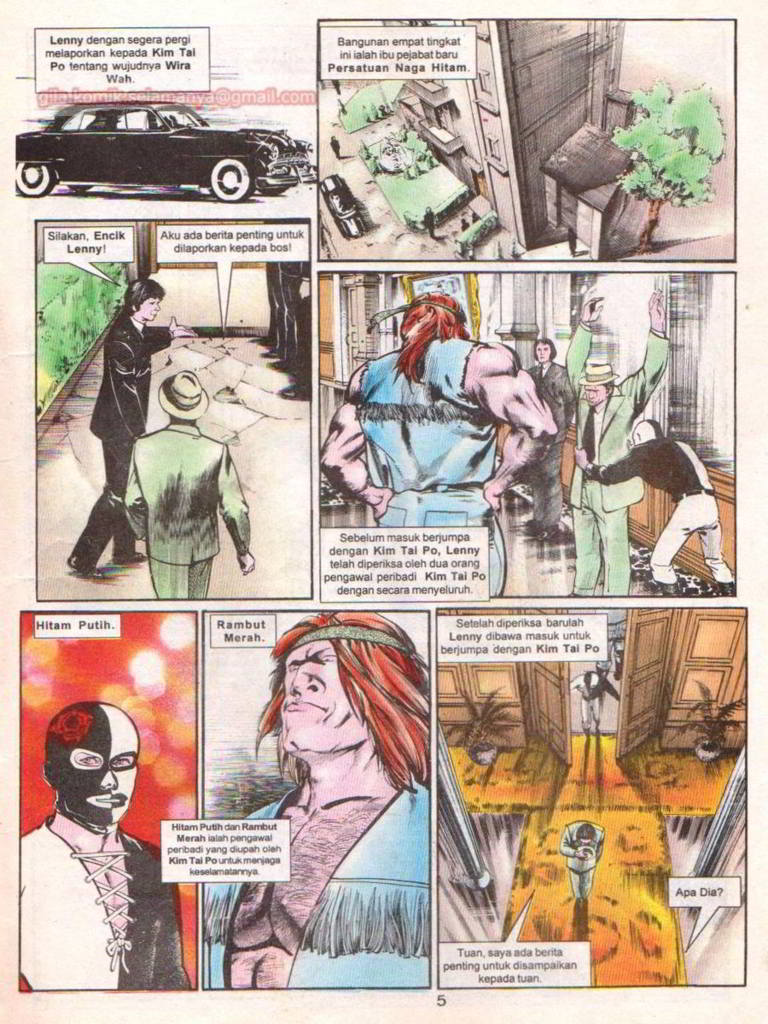 Lenny dengan segera pergi
melaporkan kepada Kim Tai
Po tentang wujudnya Wira
Wah.
gila.komik.selamanya@gmail.com
Bangunan empat tingkat
ini ialah ibu pejabat baru
Persatuan Naga Hitam.
Silakan, Encik
Lenny!
Aku ada berita penting untuk
dilaporkan kepada bos!
Sebelum masuk berjumpa
dengan Kim Tai Po, Lenny
telah diperiksa oleh dua orang
pengawal peribadi Kim Tai Po
dengan secara menyeluruh.
Hitam Putih.
Rambut
Merah.
Hitam Putih dan Rambut
Merah ialah pengawal
peribadi yang diupah oleh
Kim Tai Po untuk menjaga
keselamatannya.
Setelah diperiksa barulah
Lenny dibawa masuk untuk
berjumpa dengan Kim Tai Po
Tuan, saya ada berita
penting untuk disampaikan
kepada tuan.
Apa Dia?
5